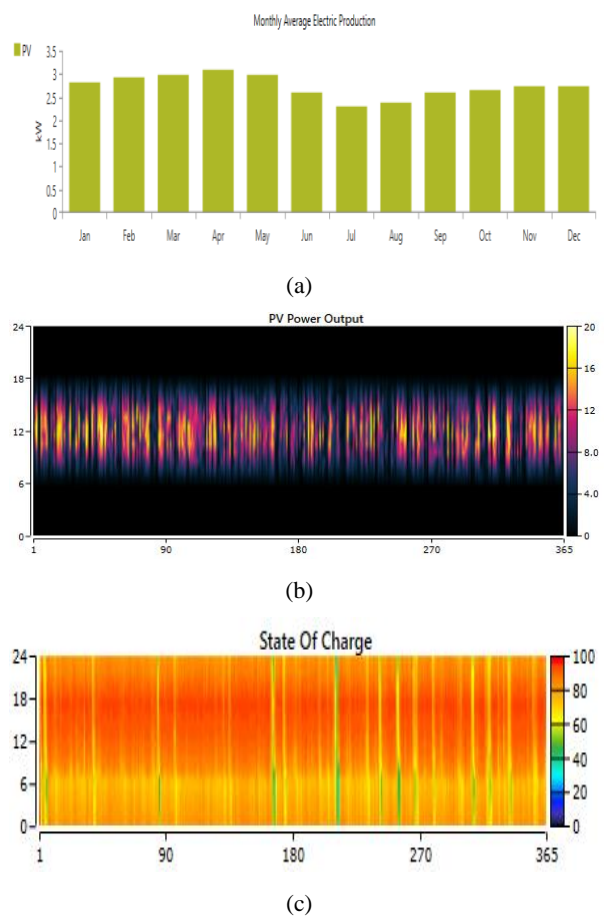 Monthly Average Electric Production
PV
kW
3.5
3
2.5
2
1.5
1
0.5
0
Jan Feb Mar Apr May Jun Jul Aug Sep Oct Nov Dec
(a)
PV Power Output
24
18
12
6
0
1 90 180 270 365
20
16
12
8.0
4.0
0
(b)
State Of Charge
24
18
12
6
0
1 90 180 270 365
100
80
60
40
20
0
(c)